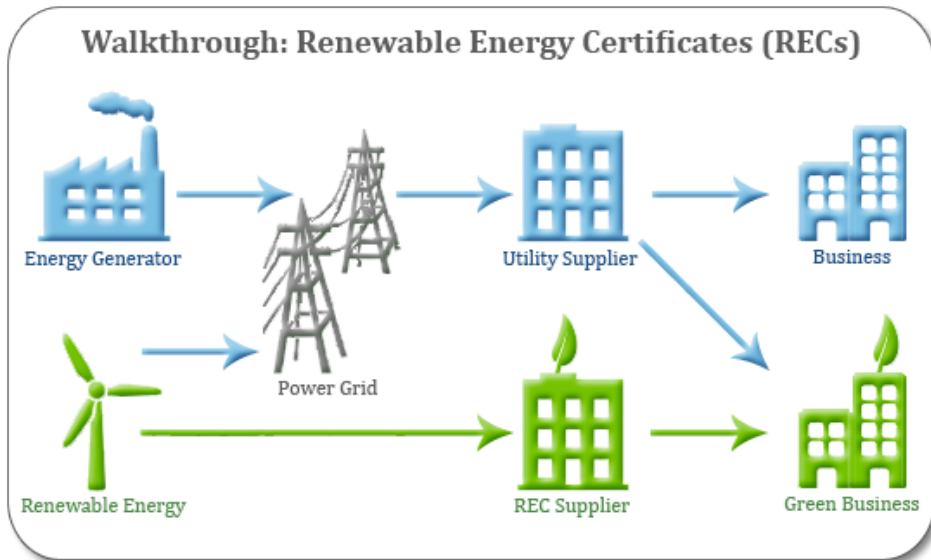 Walkthrough: Renewable Energy Certificates (RECs)
Energy Generator
Utility Supplier
Business
Power Grid
Renewable Energy
REC Supplier
Green Business